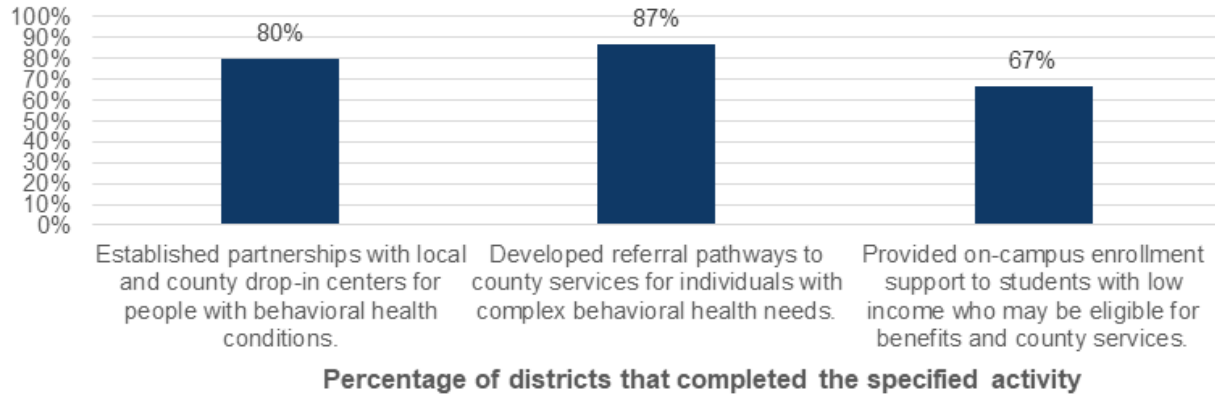 100%
90%
80%
70%
60%
50%
40%
30%
20%
10%
0%
80%
87%
67%
Established partnerships with local
and county drop-in centers for
people with behavioral health
conditions.
Developed referral pathways to
county services for individuals with
complex behavioral health needs.
Provided on-campus enrollment
support to students with low
income who may be eligible for
benefits and county services.
Percentage of districts that completed the specified activity